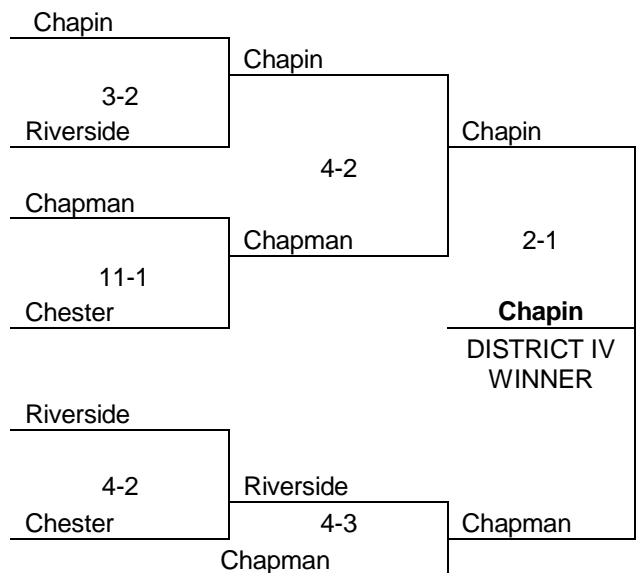 Chapin
Chapin
3-2
Riverside
Chapin
4-2
Chapman
Chapman
2-1
11-1
Chester
Chapin
DISTRICT IV
WINNER
Riverside
4-2
Riverside
Chester
4-3
Chapman
Chapman